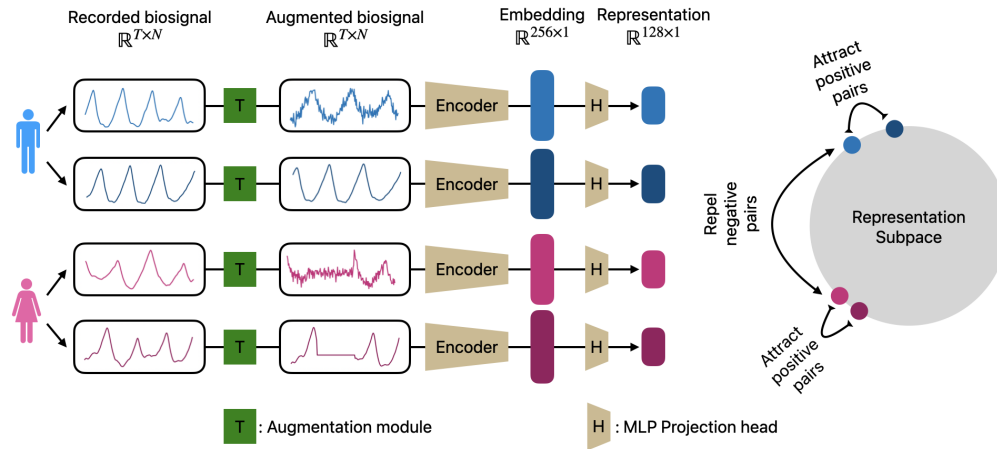 Recorded biosignal
ℝ^{T×N}
Augmented biosignal
ℝ^{T×N}
Embedding
ℝ^{256×1}
Representation
ℝ^{128×1}
T
Encoder
H
T
Encoder
H
T
Encoder
H
T
Encoder
H
Attract
positive
pairs
Repel
negative
pairs
Representation
Subpace
Attract
positive
pairs
T : Augmentation module
H : MLP Projection head